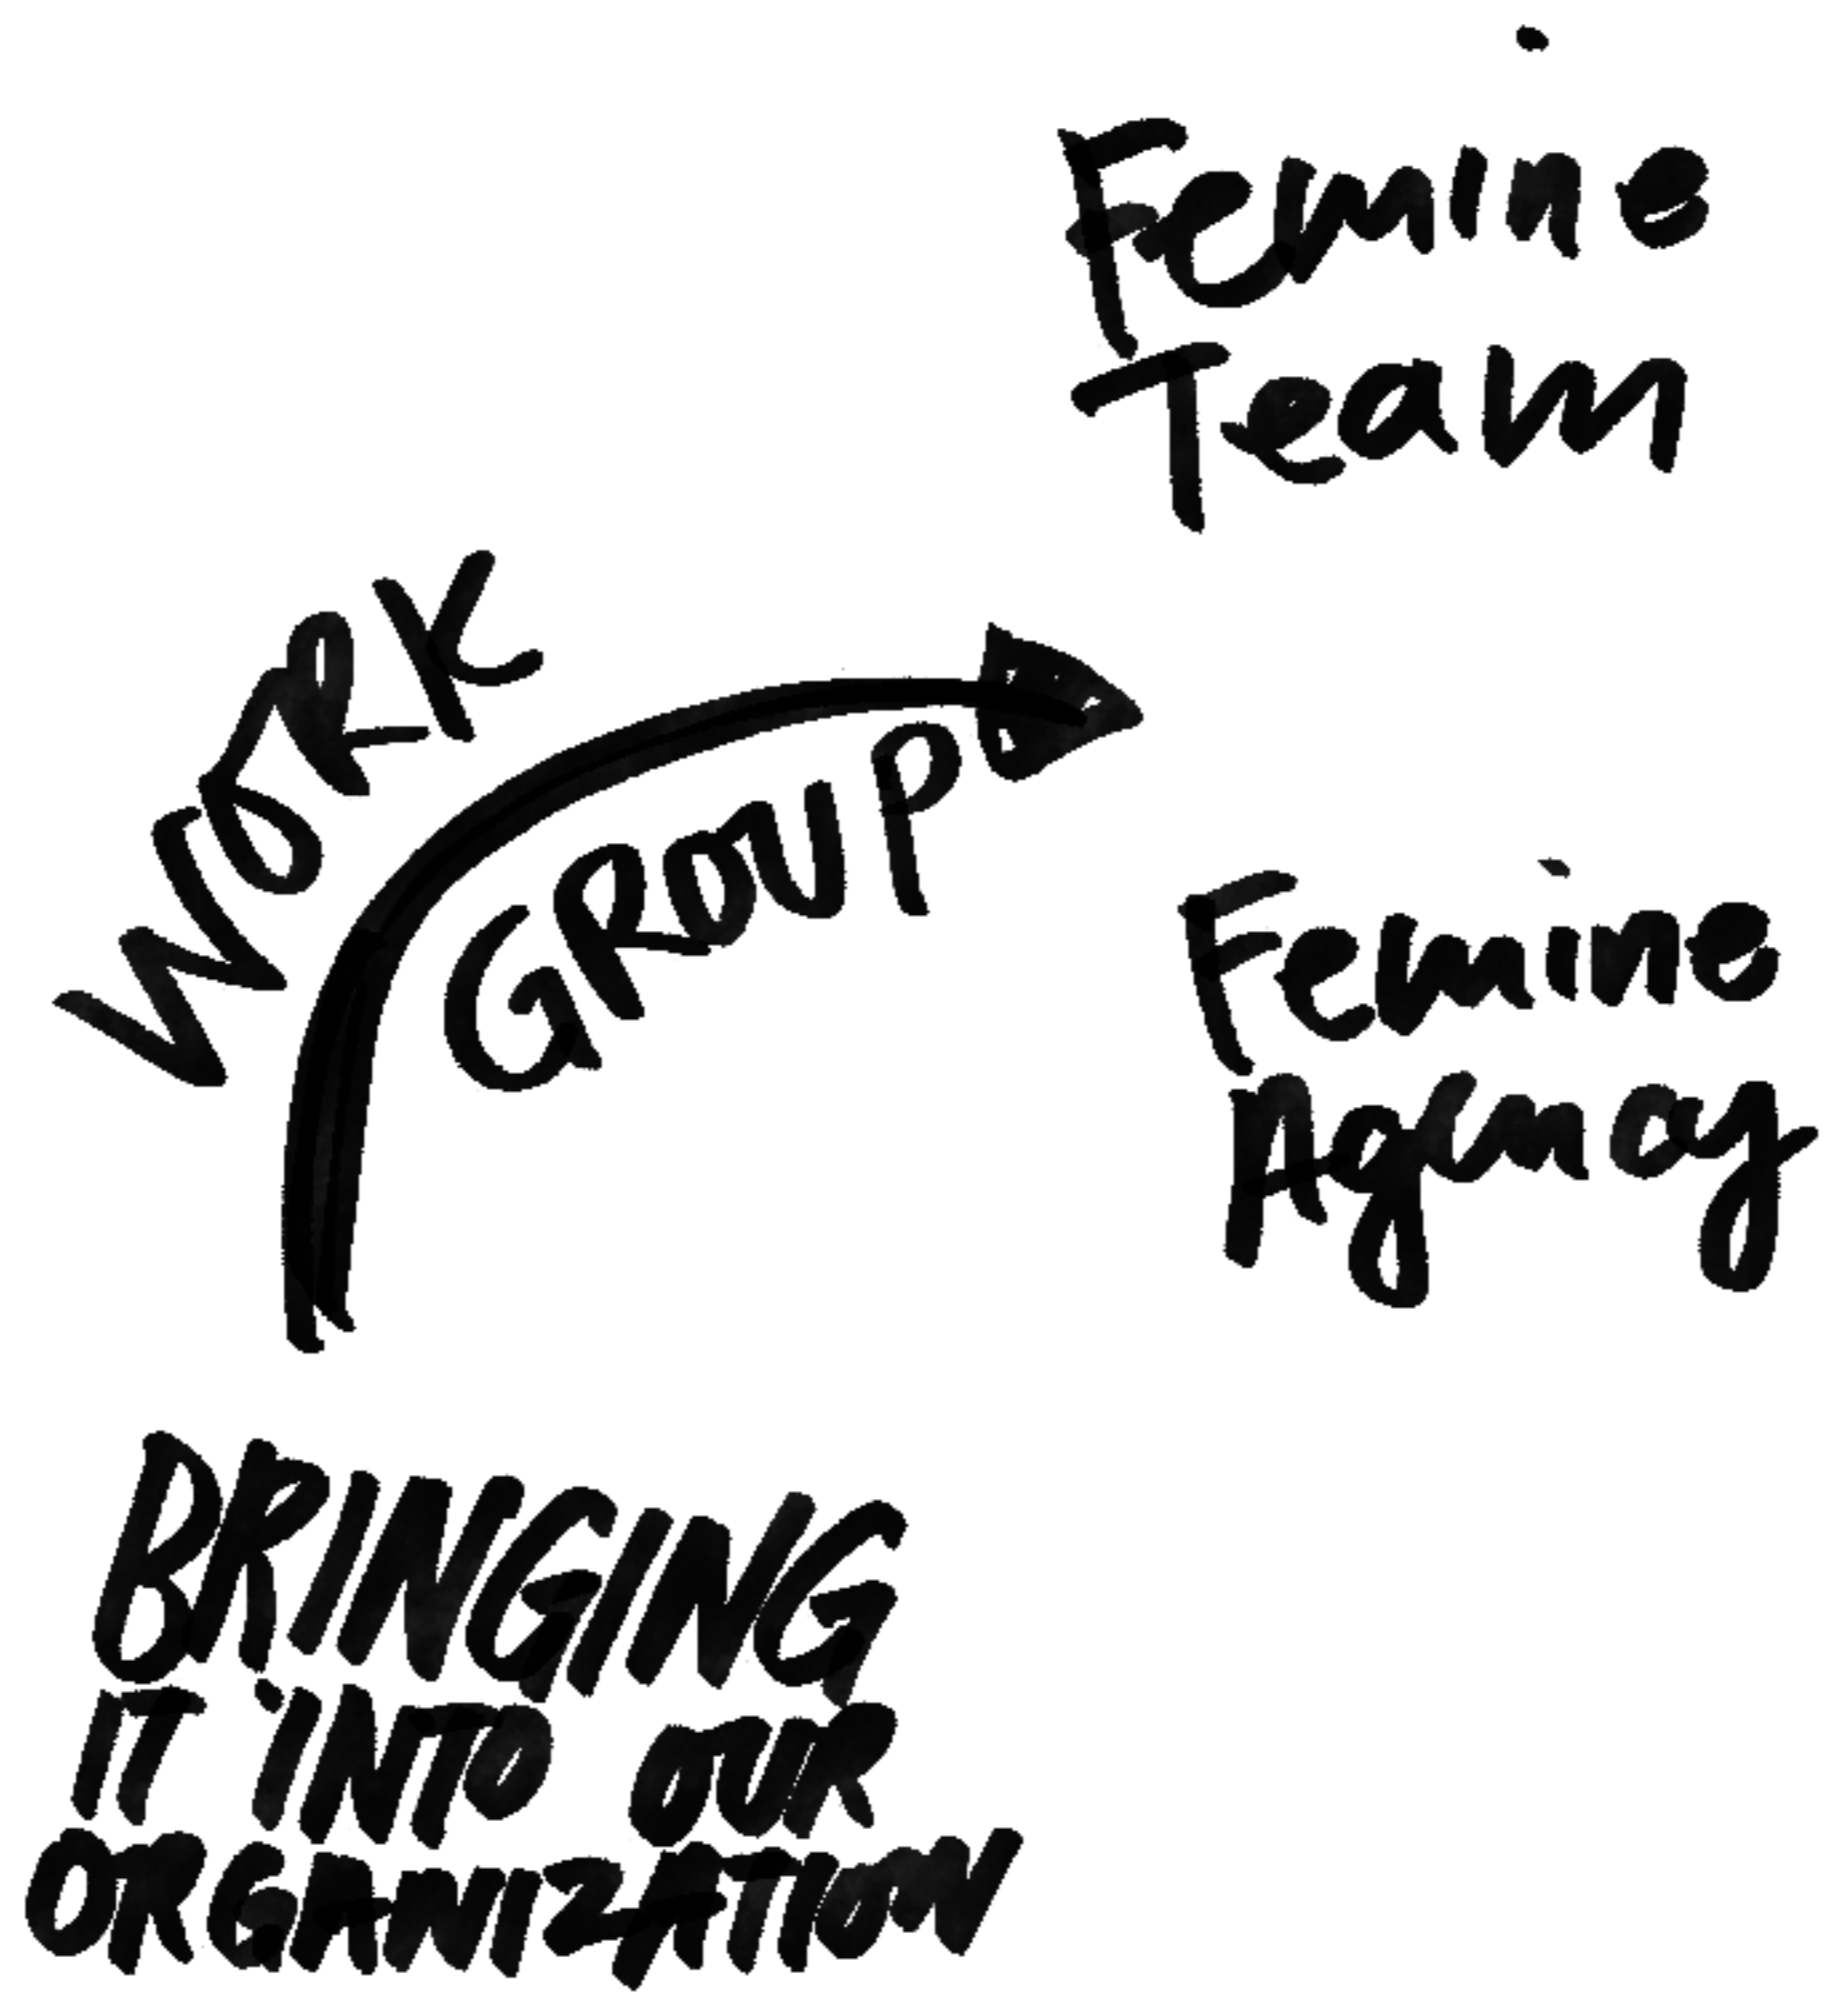 Femine
Team
WORK
GROUP
Femine
Agency
BRINGING
IT INTO OUR
ORGANIZATION